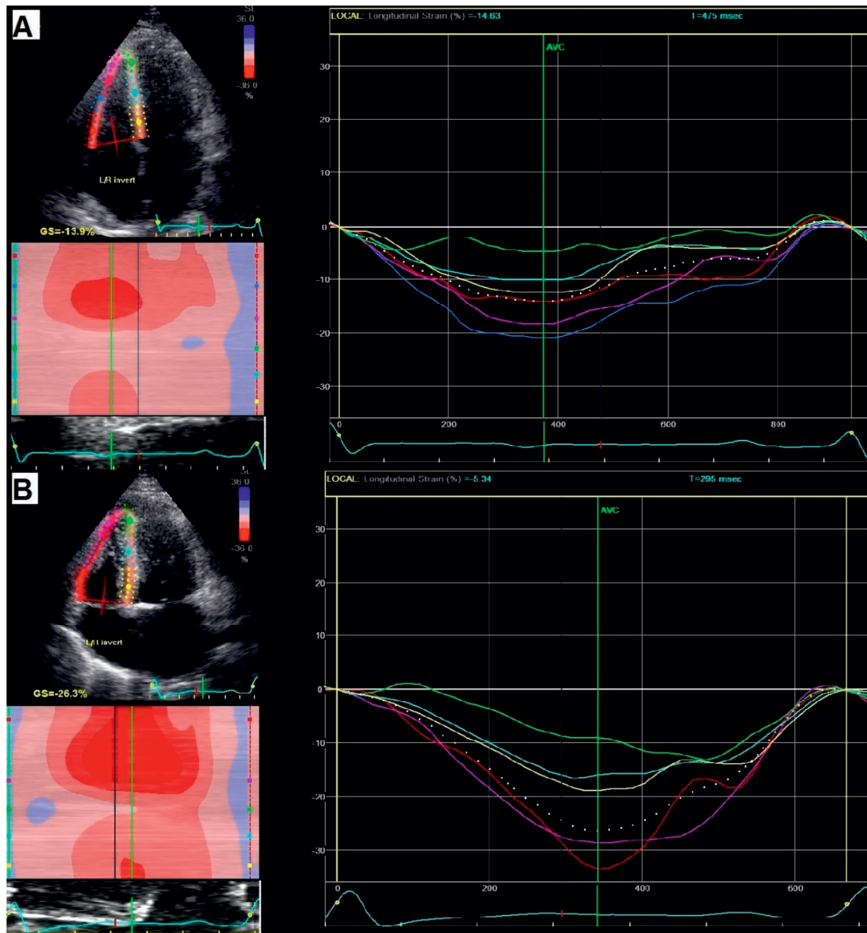 A
SL
36.0
-36.0
%
L/R invert
GS=-13.9%
LOCAL: Longitudinal Strain (%) =-14.63 T=475 msec
AVC
30
20
10
0
-10
-20
-30
0 200 400 600 800
B
SL
36.0
-36.0
%
L/R invert
GS=-26.3%
LOCAL: Longitudinal Strain (%) =-5.34 T=295 msec
AVC
30
20
10
0
-10
-20
-30
0 200 400 600